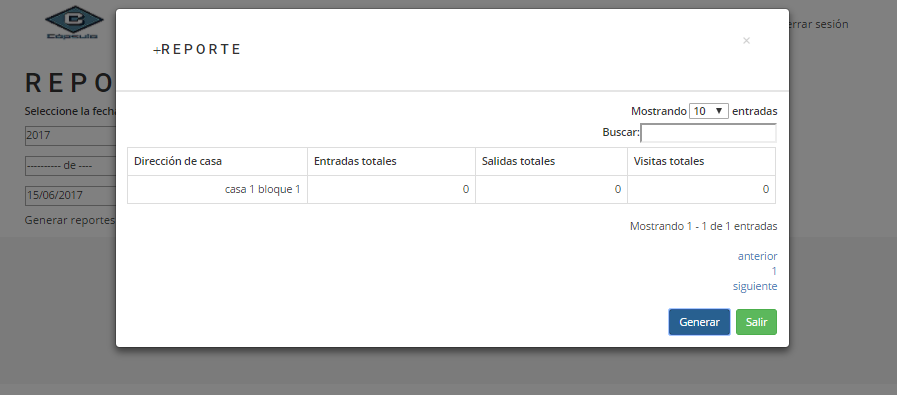 C
Cápsula
errar sesión
+REPORTE
×
REPO
Seleccione la fecha
2017
---------- de ----
15/06/2017
Generar reportes
Mostrando 10 entradas
Buscar:
Dirección de casa Entradas totales Salidas totales Visitas totales
casa 1 bloque 1 0 0 0
Mostrando 1 - 1 de 1 entradas
anterior
1
siguiente
Generar Salir